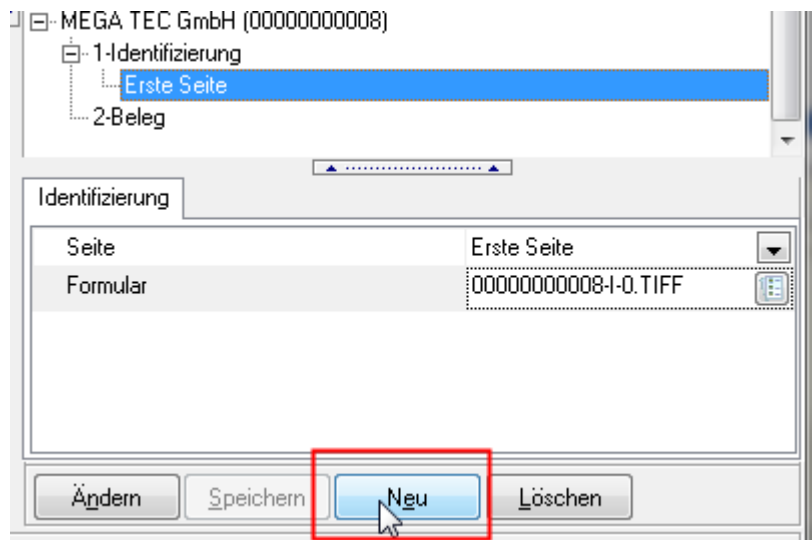 MEGA TEC GmbH (00000000008)
1-Identifizierung
Erste Seite
2-Beleg
Identifizierung
Seite Erste Seite
Formular 00000000008-I-0.TIFF
Ändern Speichern Neu Löschen